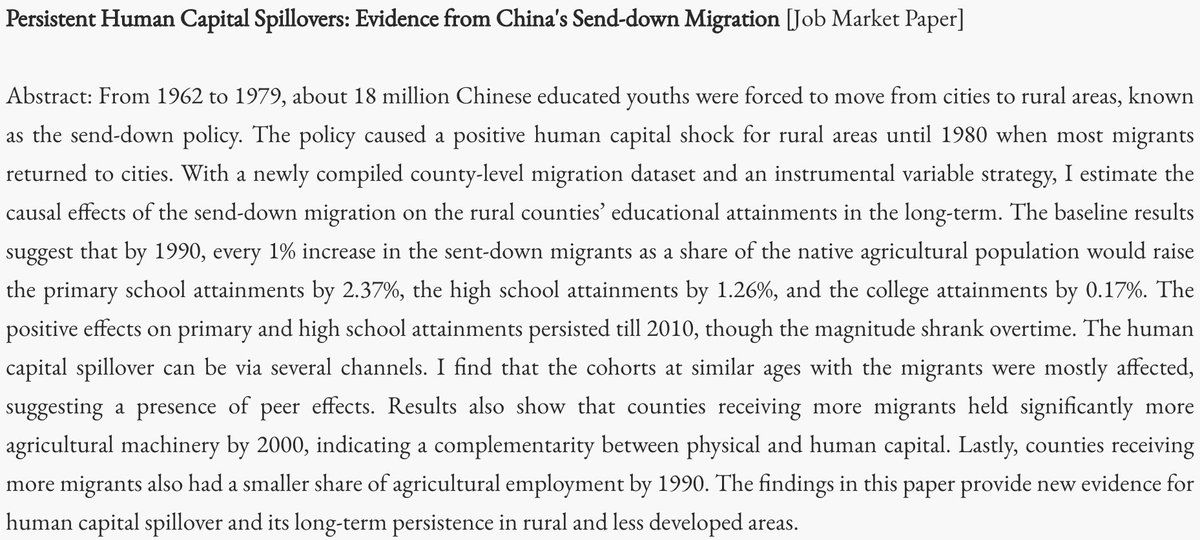 Persistent Human Capital Spillovers: Evidence from China's Send-down Migration [Job Market Paper]
Abstract: From 1962 to 1979, about 18 million Chinese educated youths were forced to move from cities to rural areas, known
as the send-down policy. The policy caused a positive human capital shock for rural areas until 1980 when most migrants
returned to cities. With a newly compiled county-level migration dataset and an instrumental variable strategy, I estimate the
causal effects of the send-down migration on the rural counties’ educational attainments in the long-term. The baseline results
suggest that by 1990, every 1% increase in the sent-down migrants as a share of the native agricultural population would raise
the primary school attainments by 2.37%, the high school attainments by 1.26%, and the college attainments by 0.17%. The
positive effects on primary and high school attainments persisted till 2010, though the magnitude shrank overtime. The human
capital spillover can be via several channels. I find that the cohorts at similar ages with the migrants were mostly affected,
suggesting a presence of peer effects. Results also show that counties receiving more migrants held significantly more
agricultural machinery by 2000, indicating a complementarity between physical and human capital. Lastly, counties receiving
more migrants also had a smaller share of agricultural employment by 1990. The findings in this paper provide new evidence for
human capital spillover and its long-term persistence in rural and less developed areas.